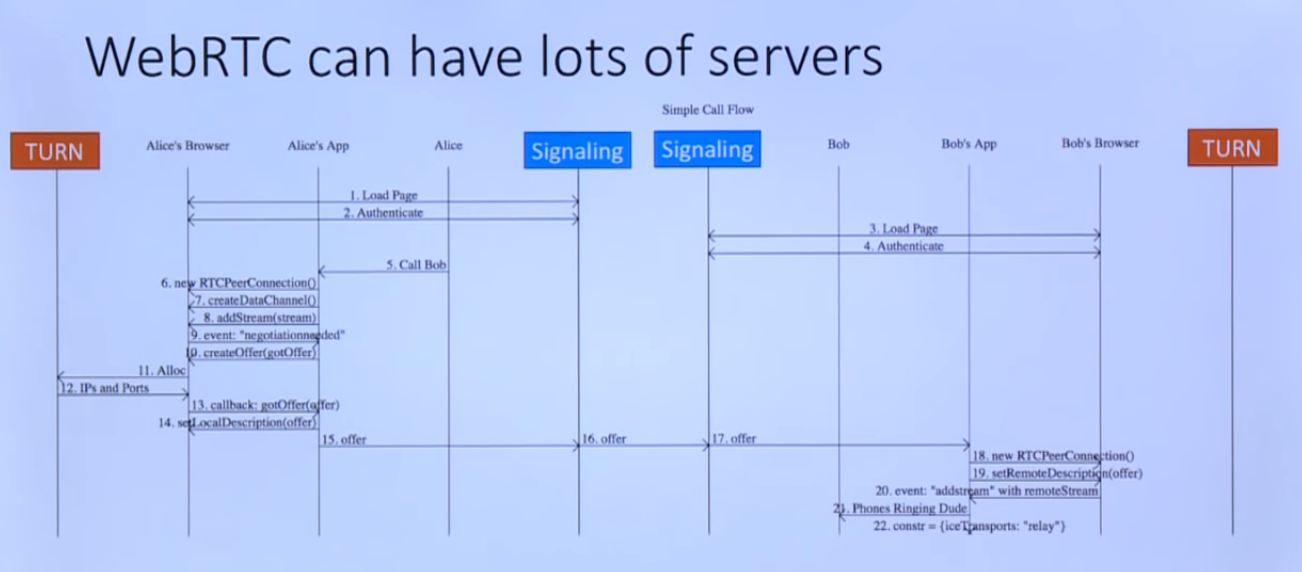 WebRTC can have lots of servers
Simple Call Flow
TURN
Alice's Browser
Alice's App
Alice
Signaling
Signaling
Bob
Bob's App
Bob's Browser
TURN
1. Load Page
2. Authenticate
3. Load Page
4. Authenticate
5. Call Bob
6. new RTCPeerConnection()
7. createDataChannel()
8. addStream(stream)
9. event: "negotiationneeded"
10. createOffer(gotOffer)
11. Alloc
12. IPs and Ports
13. callback: gotOffer(offer)
14. setLocalDescription(offer)
15. offer
16. offer
17. offer
18. new RTCPeerConnection()
19. setRemoteDescription(offer)
20. event: "addstream" with remoteStream
21. Phones Ringing Dude
22. constr = {iceTransports: "relay"}